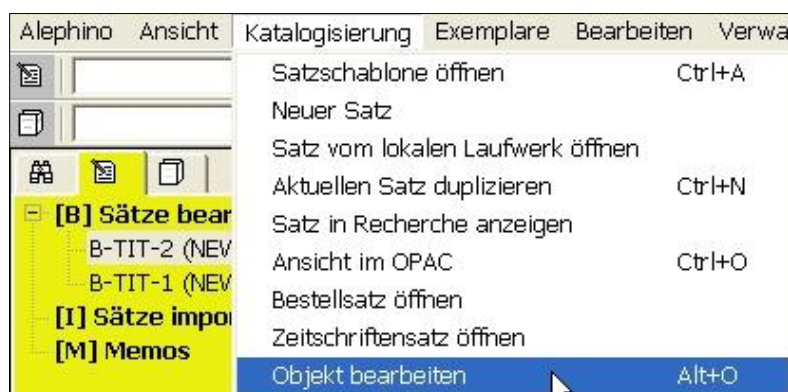 Alephino Ansicht Katalogisierung Exemplare Bearbeiten
Satzschablone öffnen Ctrl+A
Neuer Satz
Satz vom lokalen Laufwerk öffnen
Aktuellen Satz duplizieren Ctrl+N
Satz in Recherche anzeigen
Ansicht im OPAC Ctrl+O
Bestellsatz öffnen
Zeitschriftensatz öffnen
Objekt bearbeiten Alt+O
[B] Sätze bear
B-TIT-2 (NEV
B-TIT-1 (NEV
[I] Sätze impo
[M] Memos